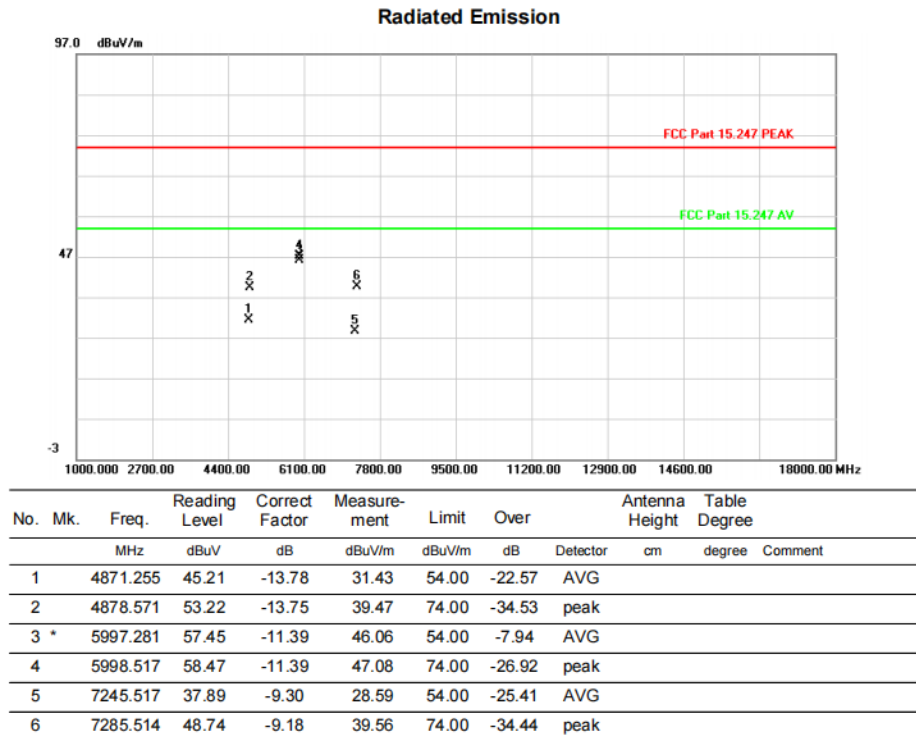 Radiated Emission
97.0 dBuV/m
FCC Part 15.247 PEAK
FCC Part 15.247 AV
47
4
3
2
6
1
5
-3
1000.000 2700.00 4400.00 6100.00 7800.00 9500.00 11200.00 12900.00 14600.00 18000.00 MHz
No. Mk. Freq. Reading Level Correct Factor Measure-ment Limit Over Antenna Height Table Degree
MHz dBuV dB dBuV/m dBuV/m dB Detector cm degree Comment
1 4871.255 45.21 -13.78 31.43 54.00 -22.57 AVG
2 4878.571 53.22 -13.75 39.47 74.00 -34.53 peak
3 * 5997.281 57.45 -11.39 46.06 54.00 -7.94 AVG
4 5998.517 58.47 -11.39 47.08 74.00 -26.92 peak
5 7245.517 37.89 -9.30 28.59 54.00 -25.41 AVG
6 7285.514 48.74 -9.18 39.56 74.00 -34.44 peak